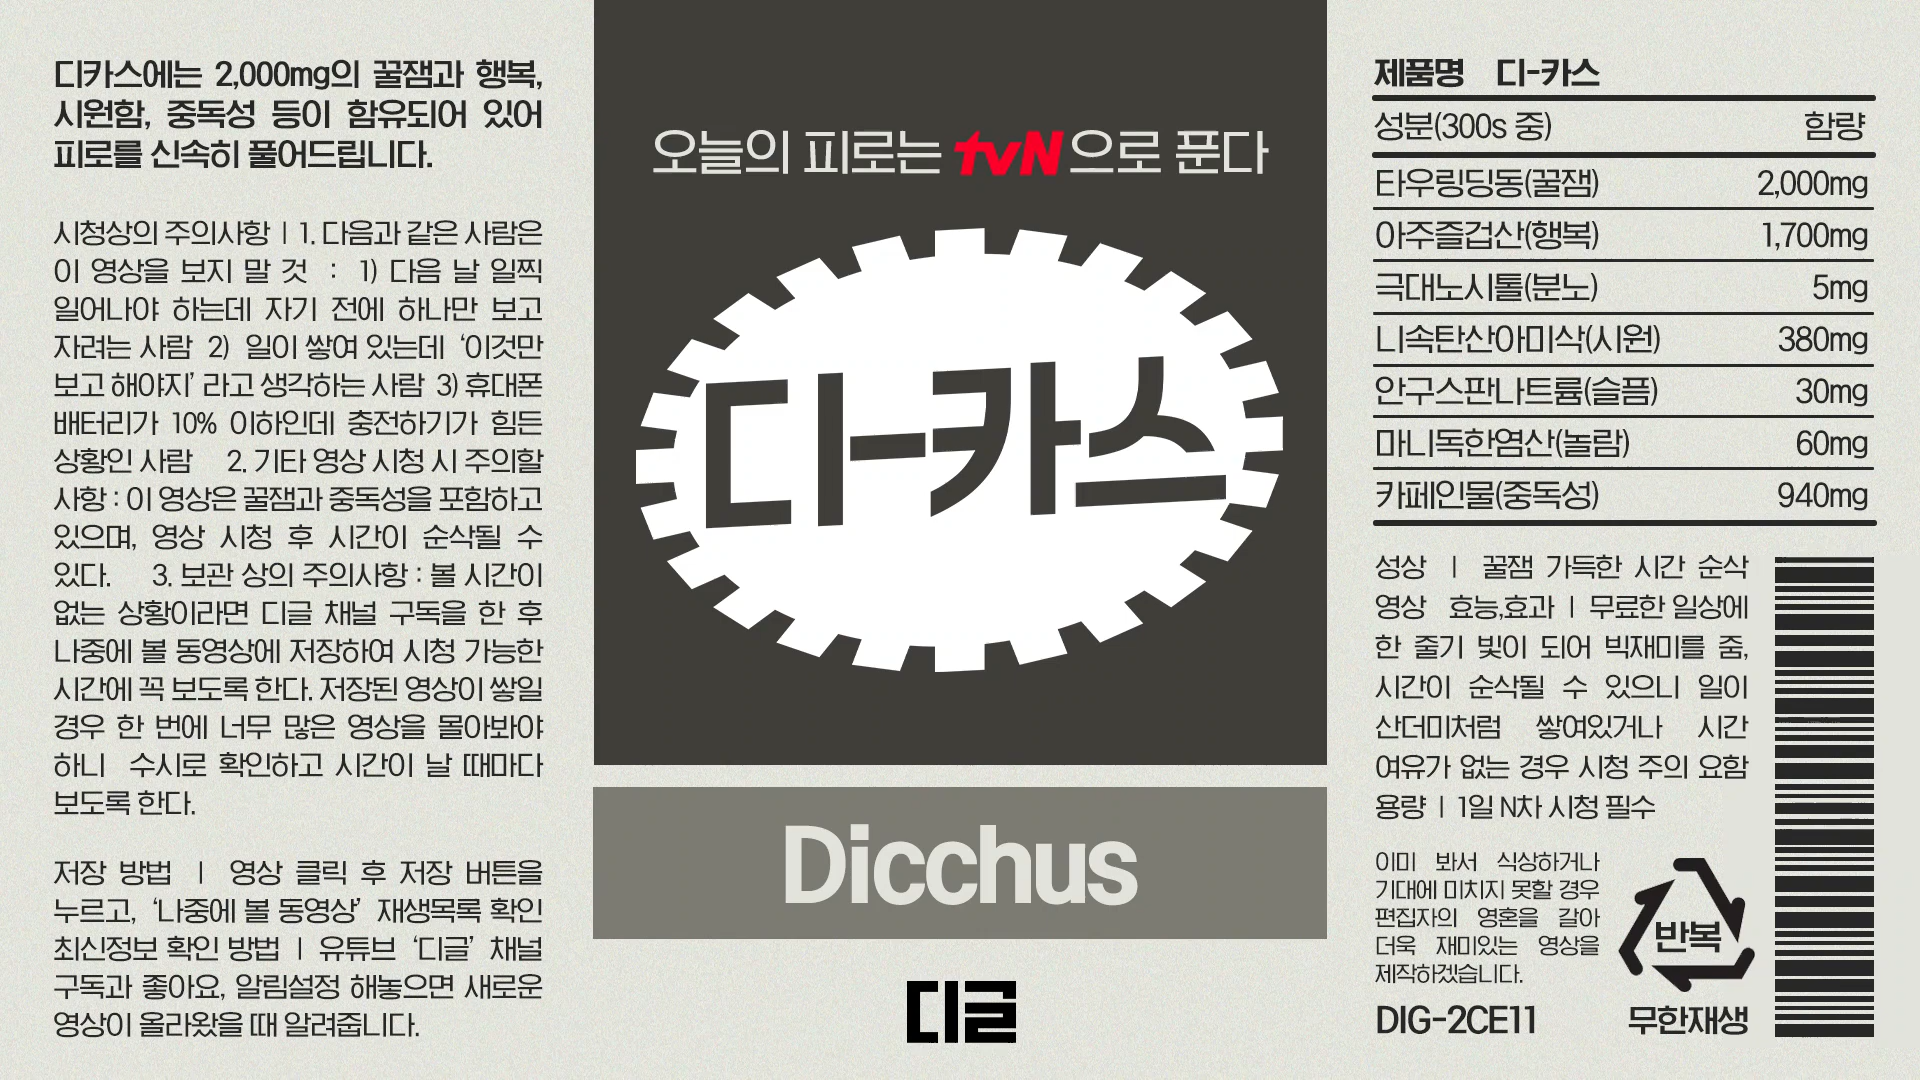 디카스에는 2,000mg의 꿀잼과 행복,
시원함, 중독성 등이 함유되어 있어
피로를 신속히 풀어드립니다.
시청상의 주의사항 ㅣ 1. 다음과 같은 사람은
이 영상을 보지 말 것 : 1) 다음 날 일찍
일어나야 하는데 자기 전에 하나만 보고
자려는 사람 2) 일이 쌓여 있는데 ‘이것만
보고 해야지’ 라고 생각하는 사람 3) 휴대폰
배터리가 10% 이하인데 충전하기가 힘든
상황인 사람 2. 기타 영상 시청 시 주의할
사항 : 이 영상은 꿀잼과 중독성을 포함하고
있으며, 영상 시청 후 시간이 순삭될 수
있다. 3. 보관 상의 주의사항 : 볼 시간이
없는 상황이라면 디글 채널 구독을 한 후
나중에 볼 동영상에 저장하여 시청 가능한
시간에 꼭 보도록 한다. 저장된 영상이 쌓일
경우 한 번에 너무 많은 영상을 몰아봐야
하니 수시로 확인하고 시간이 날 때마다
보도록 한다.
저장 방법 ㅣ 영상 클릭 후 저장 버튼을
누르고, ‘나중에 볼 동영상’ 재생목록 확인
최신정보 확인 방법 ㅣ 유튜브 ‘디글’ 채널
구독과 좋아요, 알림설정 해놓으면 새로운
영상이 올라왔을 때 알려줍니다.
오늘의 피로는 tvN으로 푼다
디-카스
Dicchus
디글
제품명 디-카스
성분(300s 중) 함량
타우링딩동(꿀잼) 2,000mg
아주즐겁산(행복) 1,700mg
극대노시톨(분노) 5mg
니속탄산아미삭(시원) 380mg
안구스판나트륨(슬픔) 30mg
마니독한염산(놀람) 60mg
카페인물(중독성) 940mg
성상 ㅣ 꿀잼 가득한 시간 순삭
영상 효능,효과 ㅣ 무료한 일상에
한 줄기 빛이 되어 빅재미를 줌,
시간이 순삭될 수 있으니 일이
산더미처럼 쌓여있거나 시간
여유가 없는 경우 시청 주의 요함
용량 ㅣ 1일 N차 시청 필수
이미 봐서 식상하거나
기대에 미치지 못할 경우
편집자의 영혼을 갈아
더욱 재미있는 영상을
제작하겠습니다.
DIG-2CE11
반복
무한재생